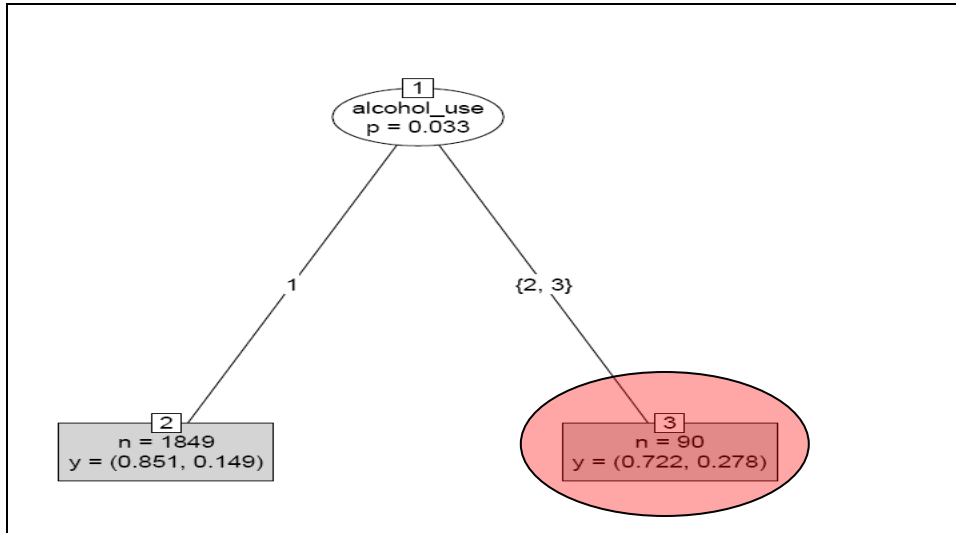 1
alcohol_use
p = 0.033
1
{2, 3}
2
n = 1849
y = (0.851, 0.149)
3
n = 90
y = (0.722, 0.278)